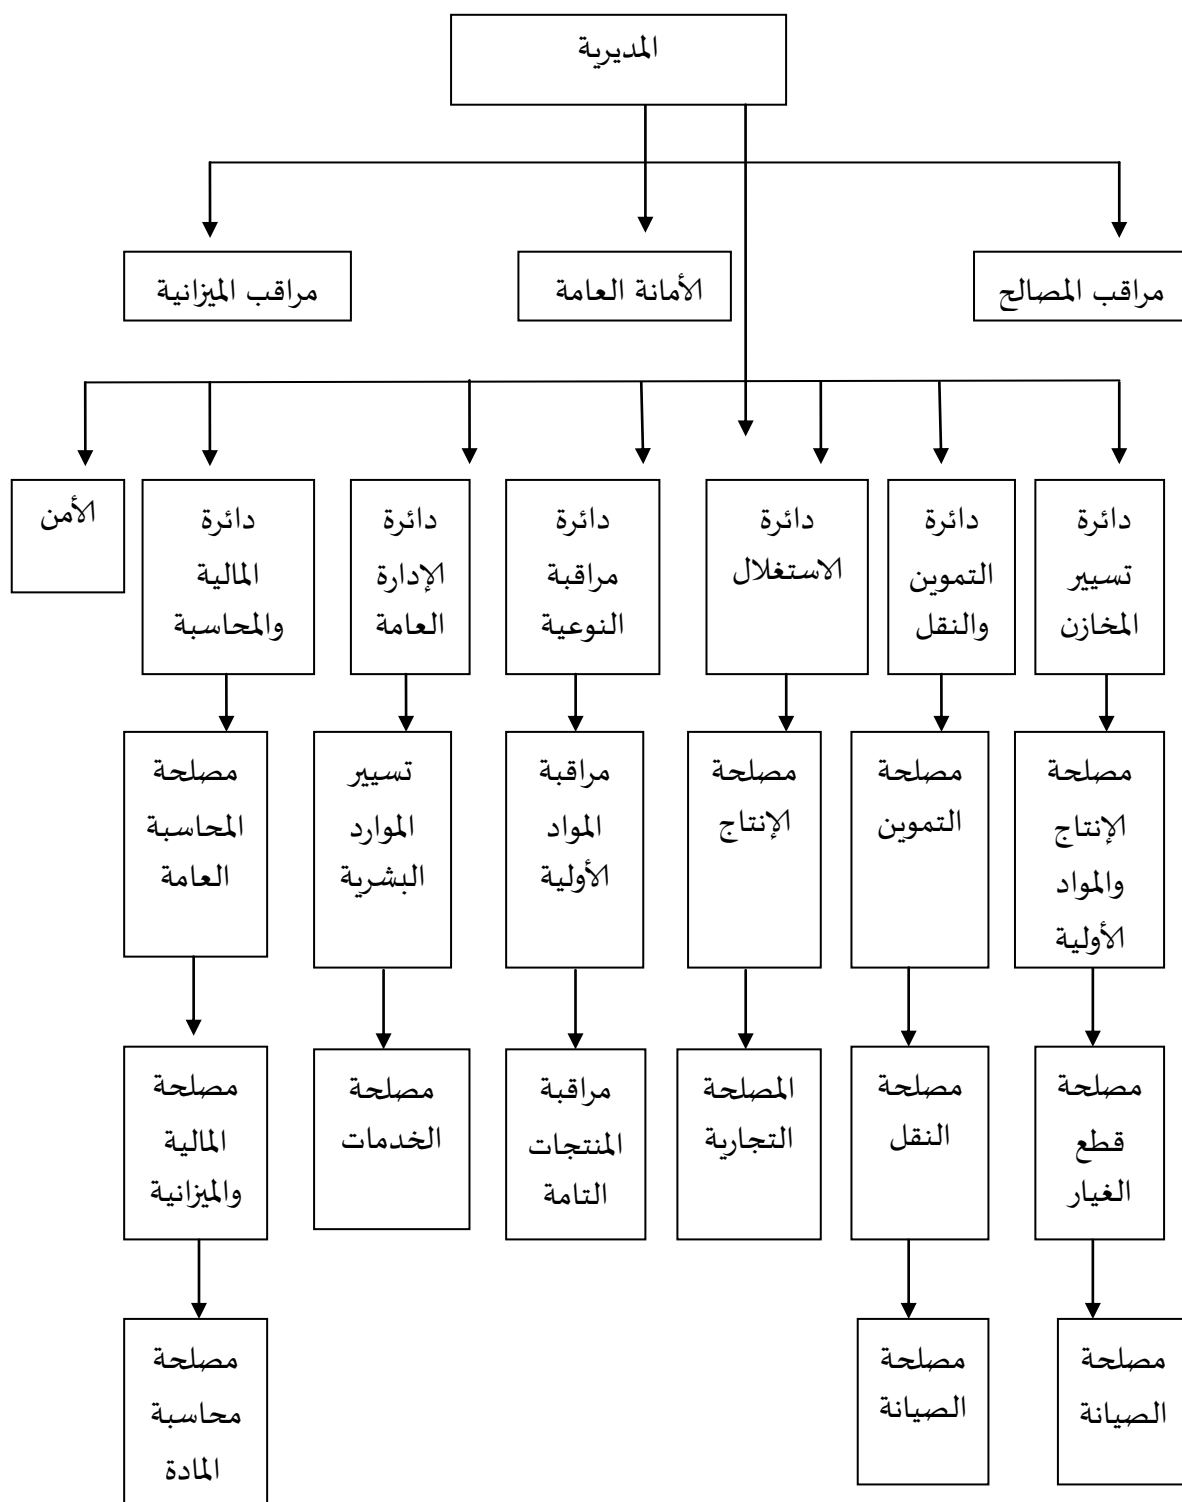 المديرية
مراقب المصالح
الأمانة العامة
مراقب الميزانية
دائرة
تسيير
المخازن
دائرة
التموين
والنقل
دائرة
الاستغلال
دائرة
مراقبة
النوعية
دائرة
الإدارة
العامة
دائرة
المالية
والمحاسبة
الأمن
مصلحة
الإنتاج
والمواد
الأولية
مصلحة
التموين
مصلحة
الإنتاج
مراقبة
المواد
الأولية
تسيير
الموارد
البشرية
مصلحة
المحاسبة
العامة
مصلحة
قطع
الغيار
مصلحة
النقل
المصلحة
التجارية
مراقبة
المنتجات
التامة
مصلحة
الخدمات
مصلحة
المالية
والميزانية
مصلحة
الصيانة
مصلحة
الصيانة
مصلحة
محاسبة
المادة